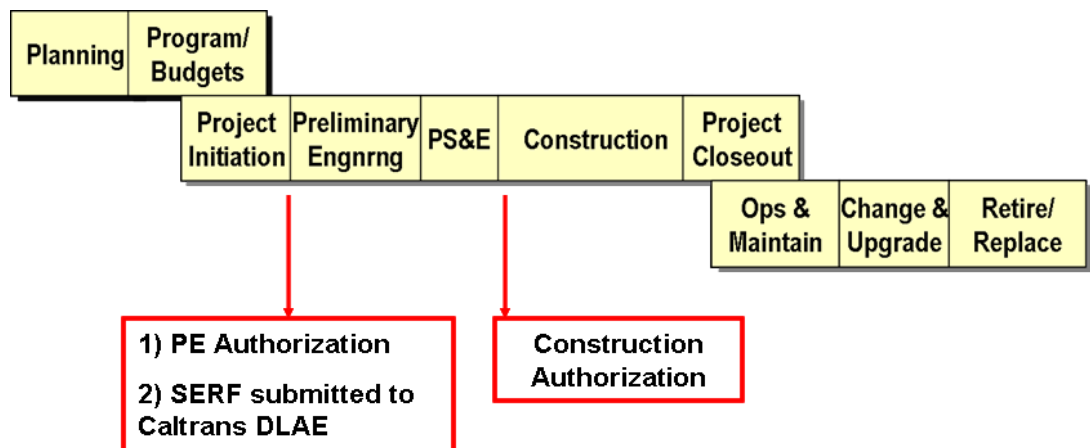 Planning
Program/
Budgets
Project
Initiation
Preliminary
Engnrng
PS&E
Construction
Project
Closeout
Ops &
Maintain
Change &
Upgrade
Retire/
Replace
1) PE Authorization
2) SERF submitted to
Caltrans DLAE
Construction
Authorization